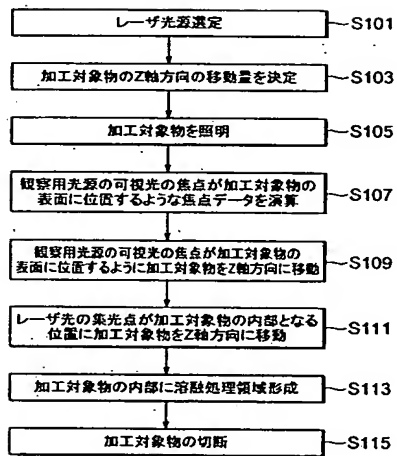 レーザ光源選定
S101
加工対象物のZ軸方向の移動量を決定
S103
加工対象物を照明
S105
観察用光源の可視光の焦点が加工対象物の
表面に位置するような焦点データを演算
S107
観察用光源の可視光の焦点が加工対象物の
表面に位置するように加工対象物をZ軸方向に移動
S109
レーザ光の集光点が加工対象物の内部となる
位置に加工対象物をZ軸方向に移動
S111
加工対象物の内部に溶融処理領域形成
S113
加工対象物の切断
S115